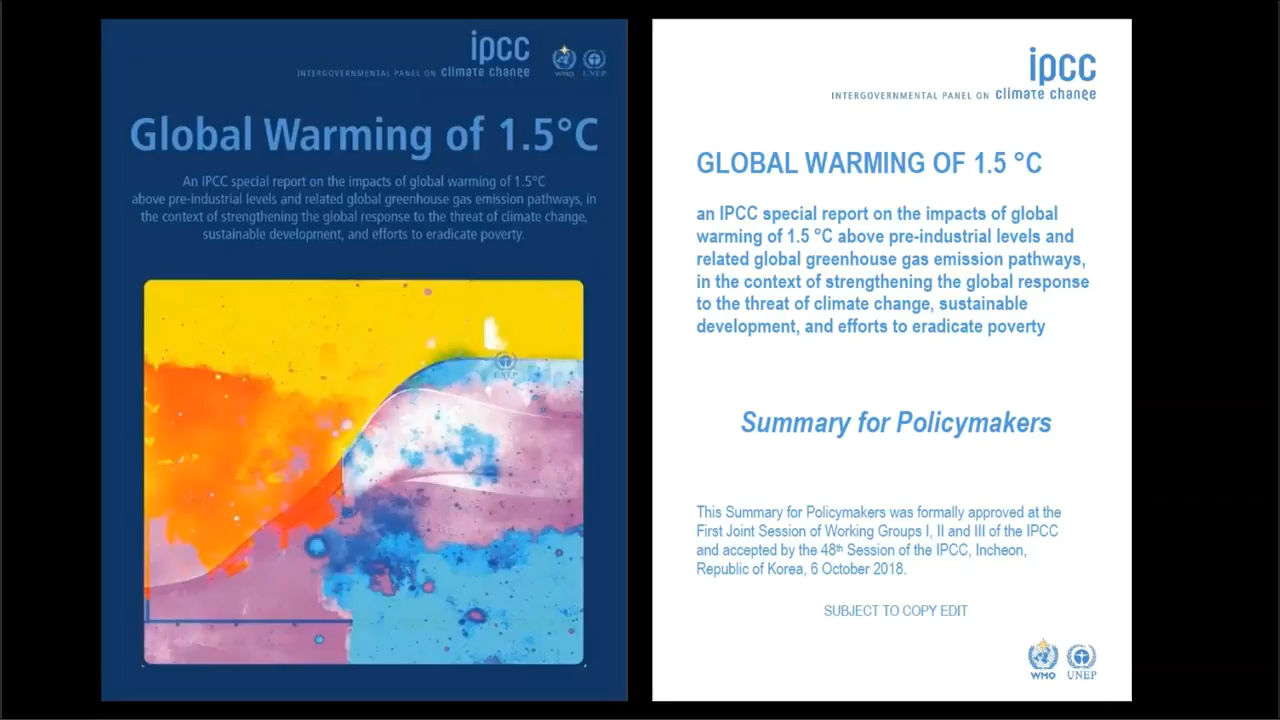 ipcc
INTERGOVERNMENTAL PANEL ON climate change
WMO
UNEP
Global Warming of 1.5°C
An IPCC special report on the impacts of global warming of 1.5°C
above pre-industrial levels and related global greenhouse gas emission pathways, in
the context of strengthening the global response to the threat of climate change,
sustainable development, and efforts to eradicate poverty.
UNEP
ipcc
INTERGOVERNMENTAL PANEL ON climate change
GLOBAL WARMING OF 1.5 °C
an IPCC special report on the impacts of global
warming of 1.5 °C above pre-industrial levels and
related global greenhouse gas emission pathways,
in the context of strengthening the global response
to the threat of climate change, sustainable
development, and efforts to eradicate poverty
Summary for Policymakers
This Summary for Policymakers was formally approved at the
First Joint Session of Working Groups I, II and III of the IPCC
and accepted by the 48th Session of the IPCC, Incheon,
Republic of Korea, 6 October 2018.
SUBJECT TO COPY EDIT
WMO
UNEP